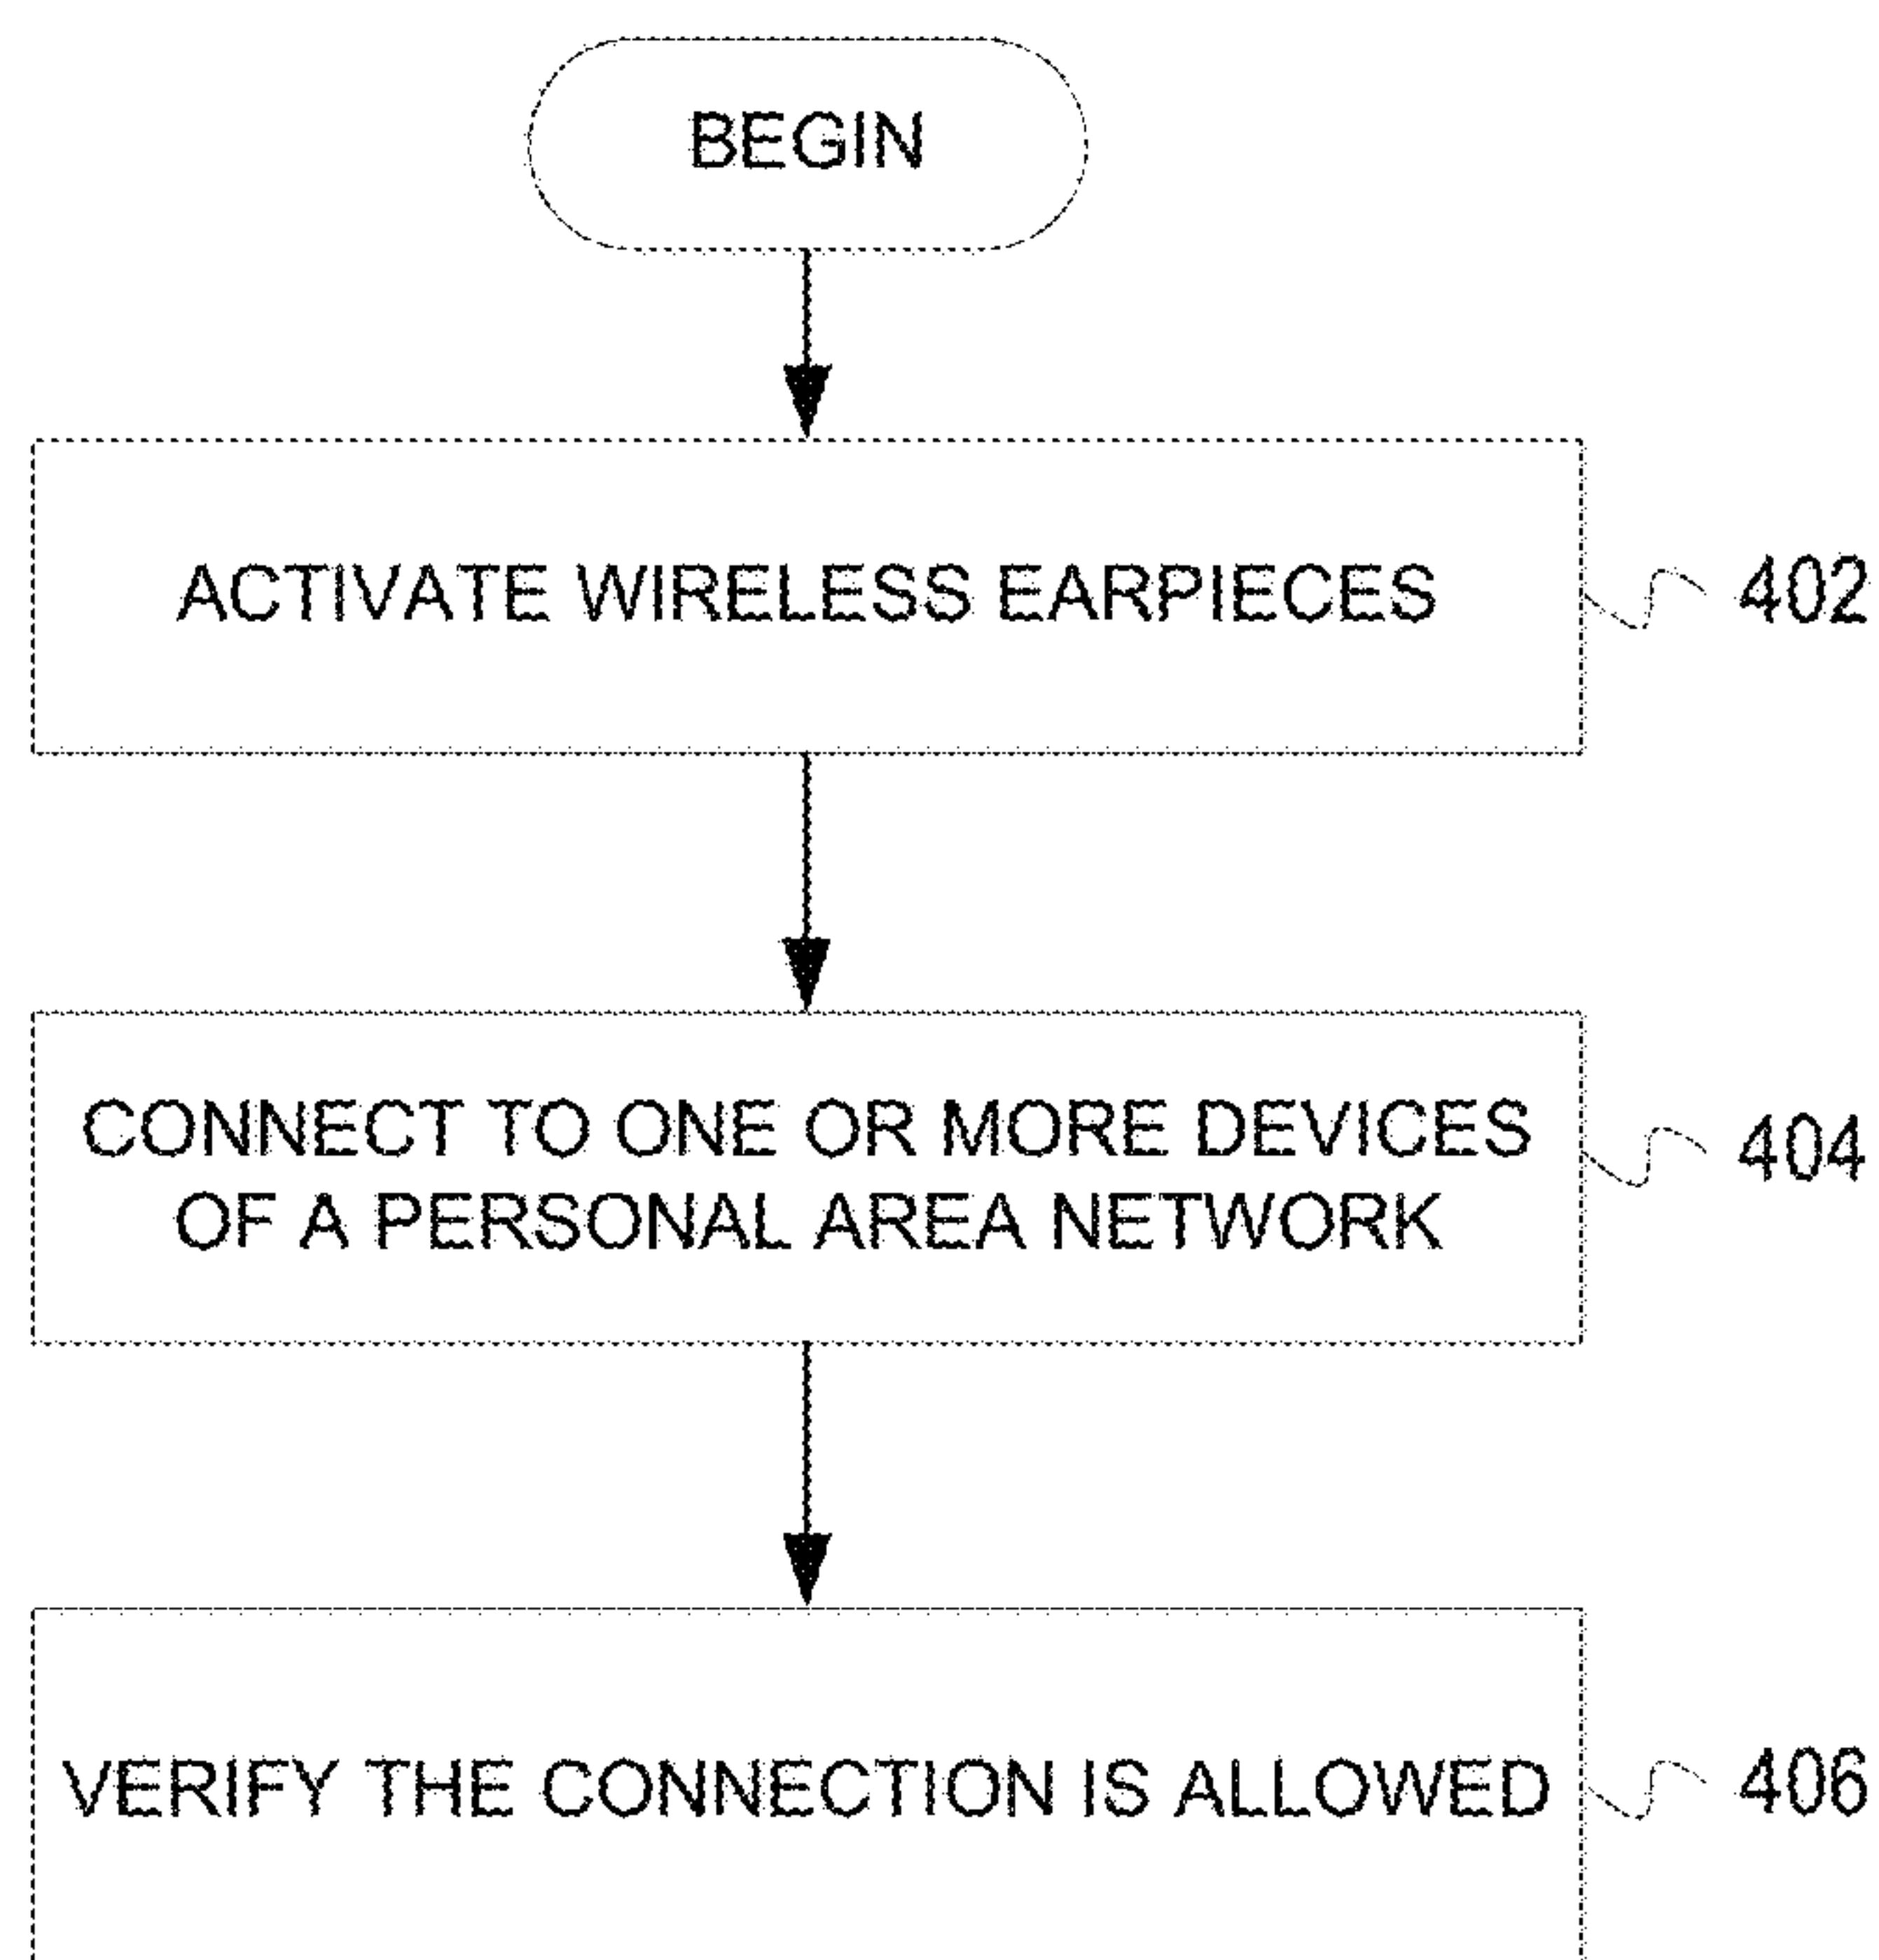 BEGIN
ACTIVATE WIRELESS EARPIECES
402
CONNECT TO ONE OR MORE DEVICES
OF A PERSONAL AREA NETWORK
404
VERIFY THE CONNECTION IS ALLOWED
406